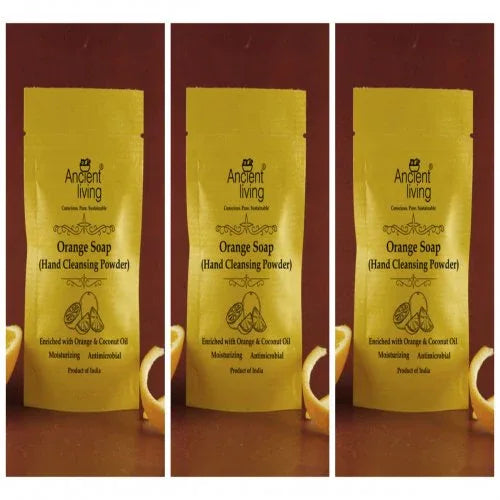 Ancient
living
Conscious. Pure. Sustainable
Orange Soap
(Hand Cleansing Powder)
Enriched with Orange & Coconut Oil
Moisturizing Antimicrobial
Product of India
Ancient
living
Conscious. Pure. Sustainable
Orange Soap
(Hand Cleansing Powder)
Enriched with Orange & Coconut Oil
Moisturizing Antimicrobial
Product of India
Ancient
living
Conscious. Pure. Sustainable
Orange Soap
(Hand Cleansing Powder)
Enriched with Orange & Coconut Oil
Moisturizing Antimicrobial
Product of India